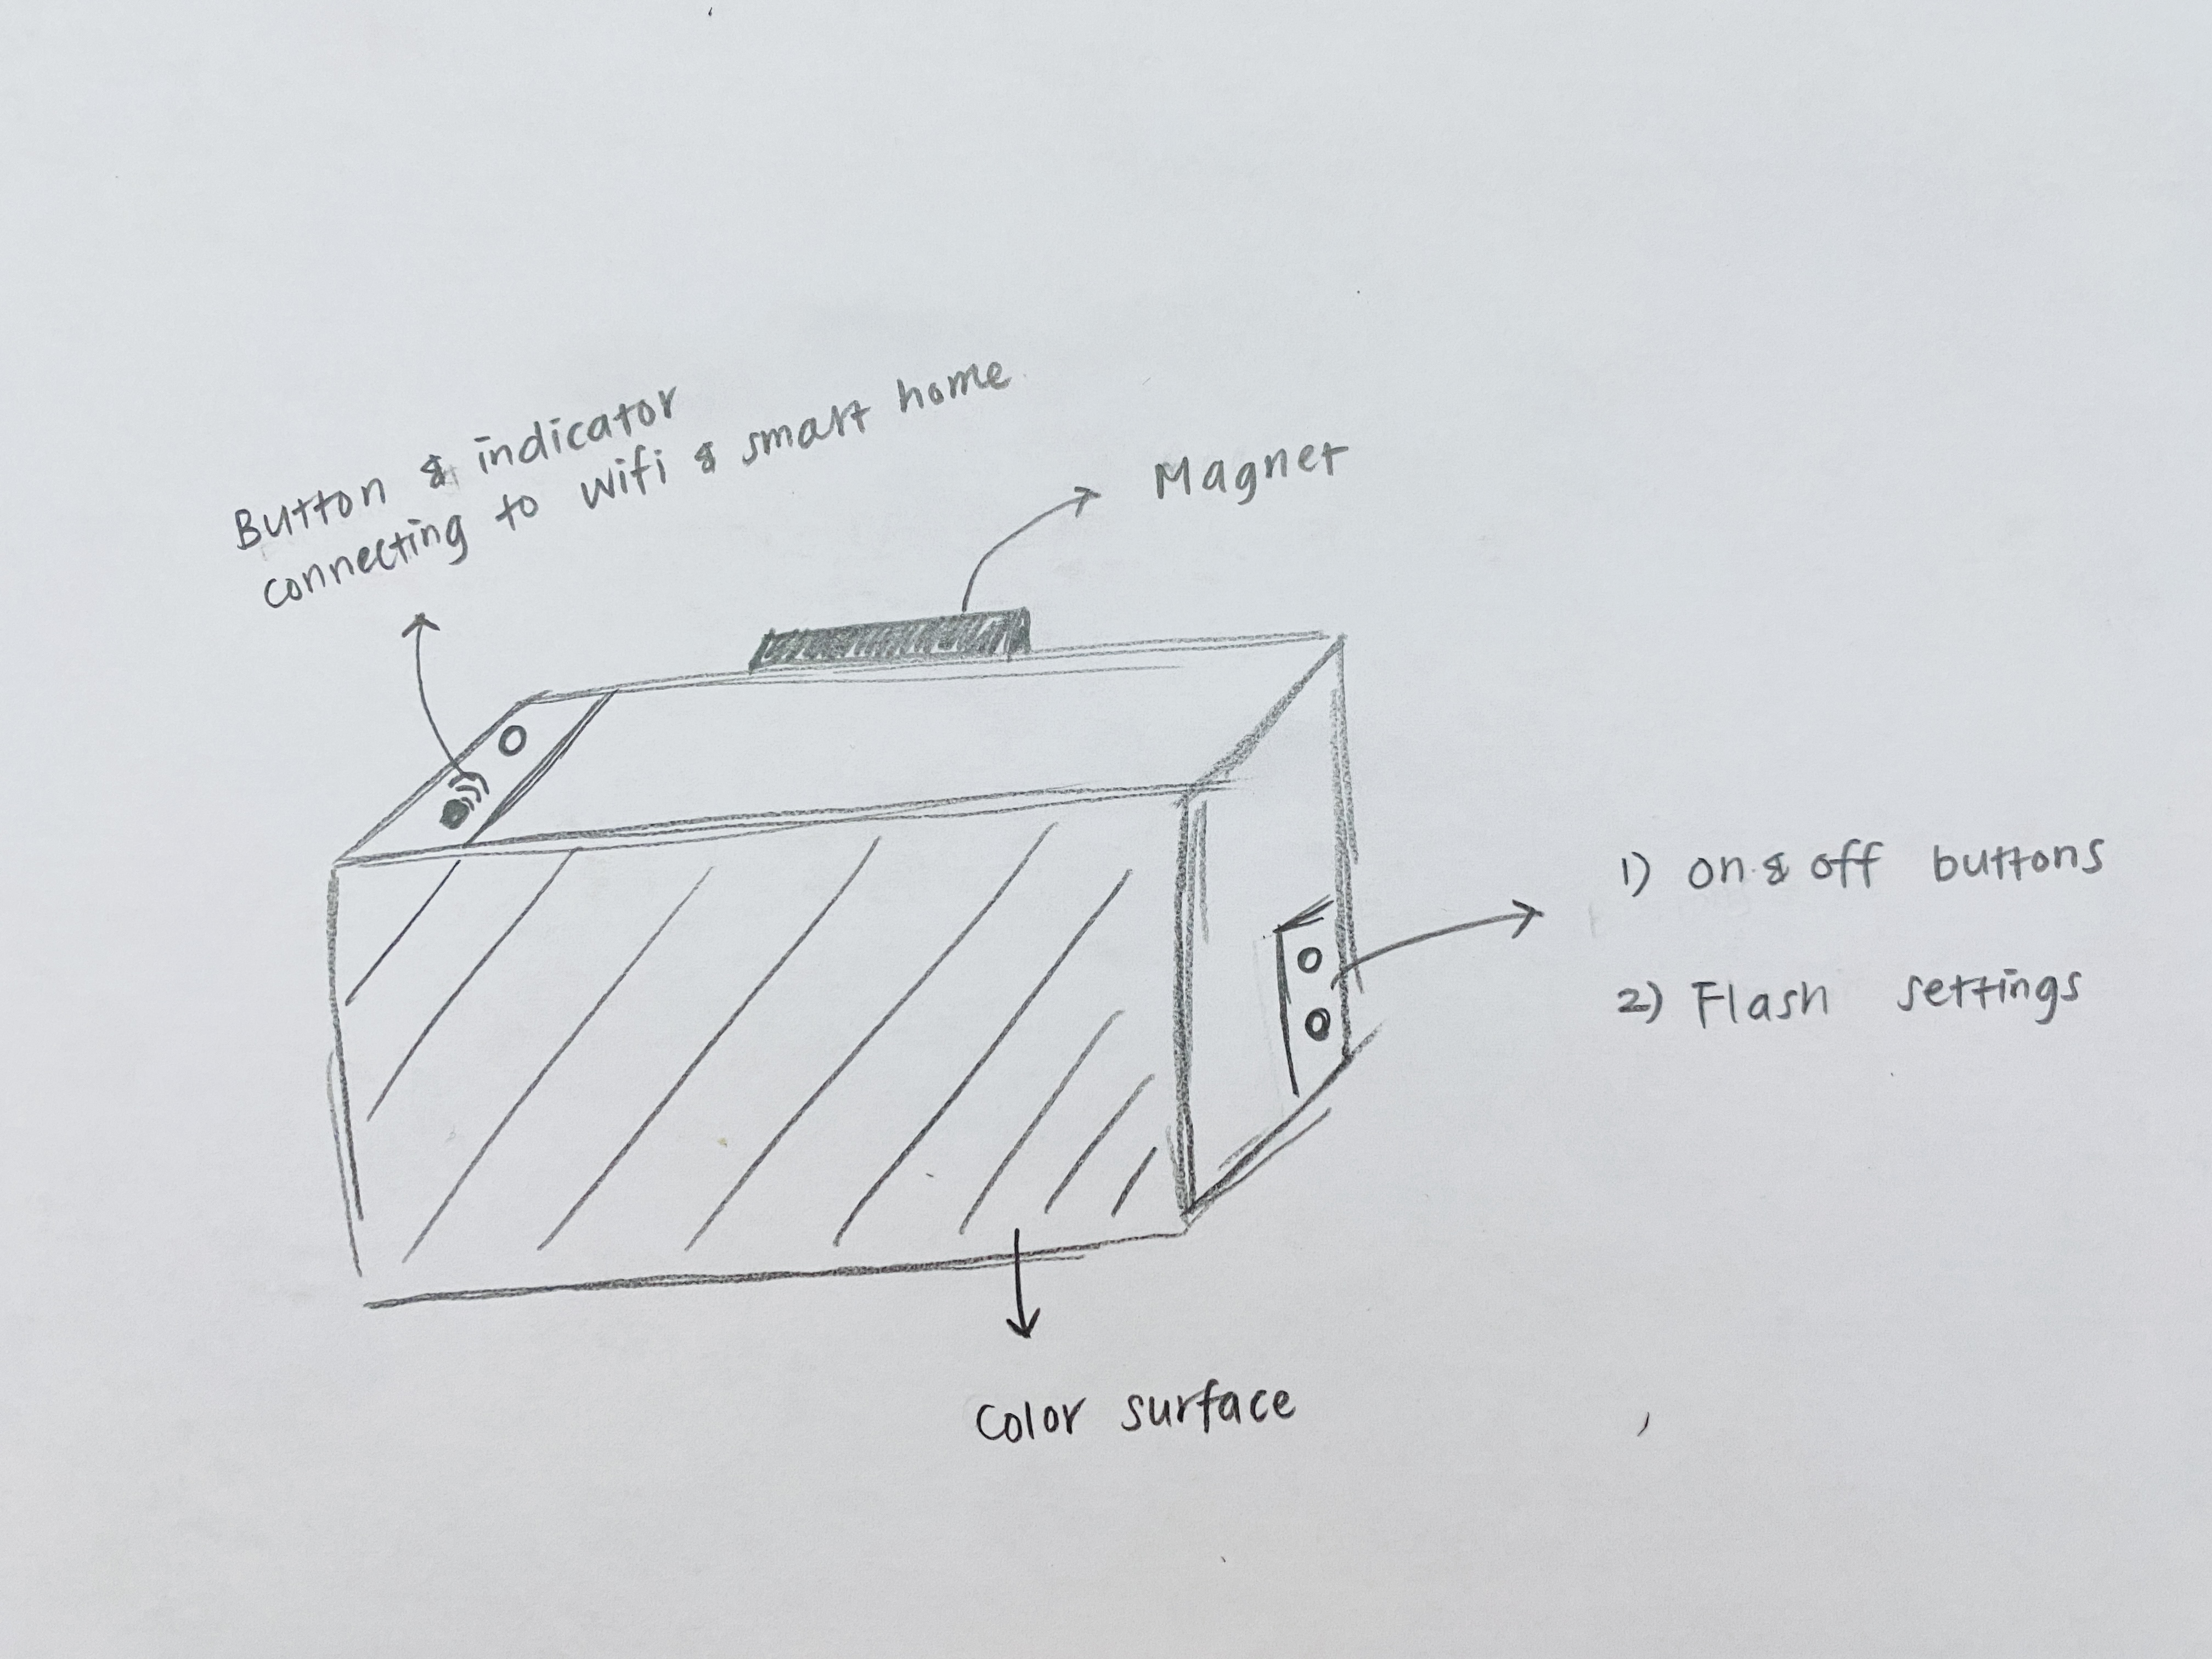 Button & indicator
connecting to wifi & smart home
Magnet
1) on & off buttons
2) Flash settings
Color surface